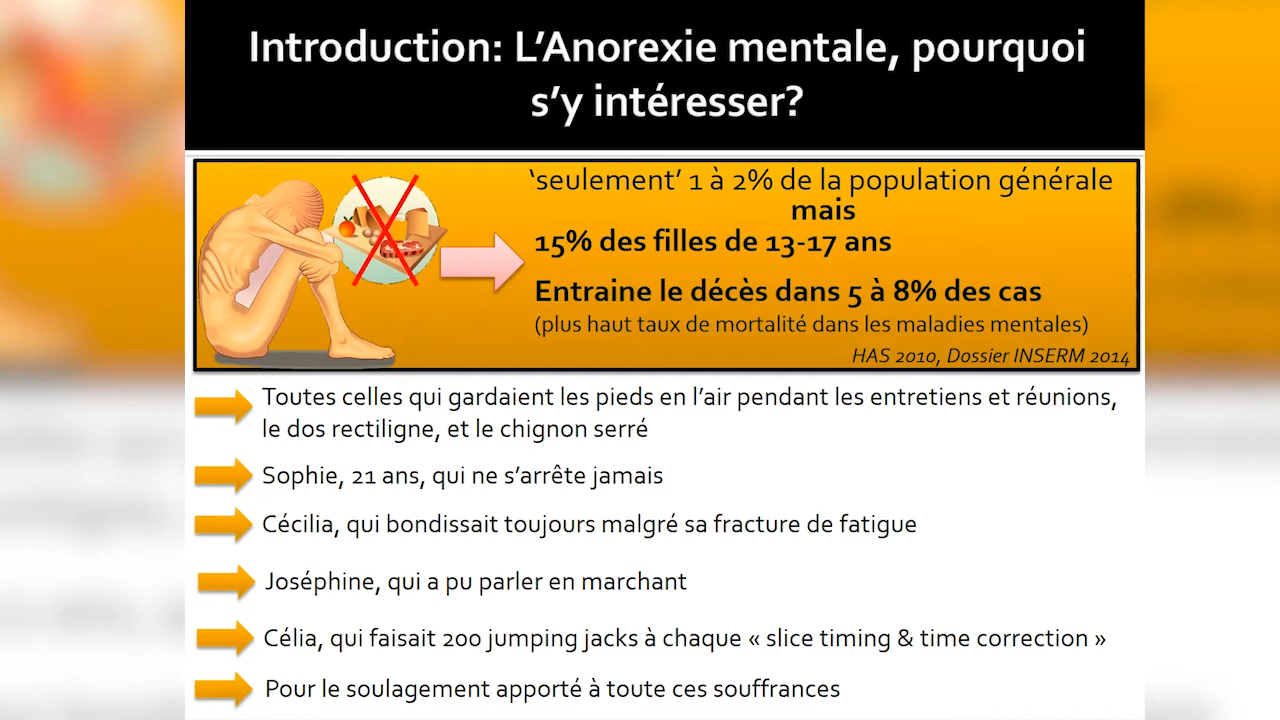 Introduction: L'Anorexie mentale, pourquoi
s'y intéresser?
‘seulement’ 1 à 2% de la population générale
mais
15% des filles de 13-17 ans
Entraine le décès dans 5 à 8% des cas
(plus haut taux de mortalité dans les maladies mentales)
HAS 2010, Dossier INSERM 2014
Toutes celles qui gardaient les pieds en l'air pendant les entretiens et réunions,
le dos rectiligne, et le chignon serré
Sophie, 21 ans, qui ne s'arrête jamais
Cécilia, qui bondissait toujours malgré sa fracture de fatigue
Joséphine, qui a pu parler en marchant
Célia, qui faisait 200 jumping jacks à chaque « slice timing & time correction »
Pour le soulagement apporté à toute ces souffrances